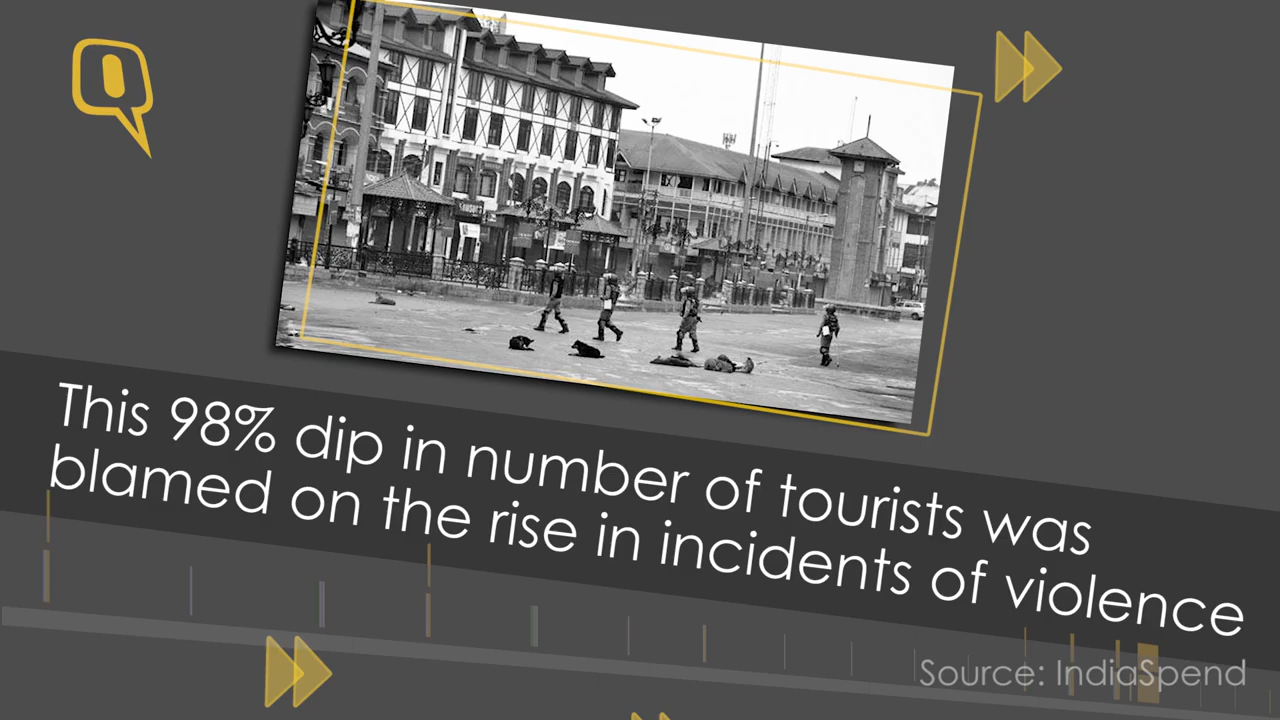 This 98% dip in number of tourists was
blamed on the rise in incidents of violence
Source: IndiaSpend